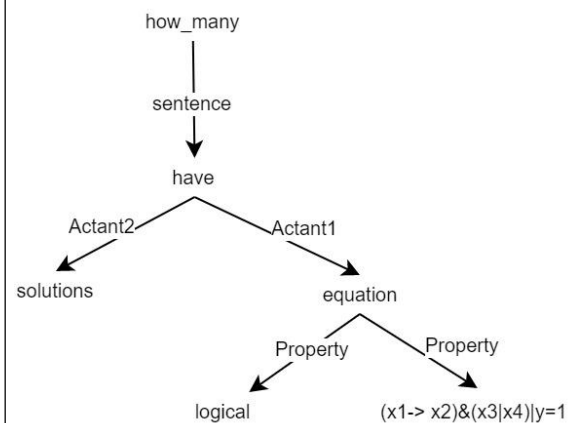 how_many
sentence
have
Actant2
Actant1
solutions
equation
Property
Property
logical
(x1-> x2)&(x3|x4)|y=1